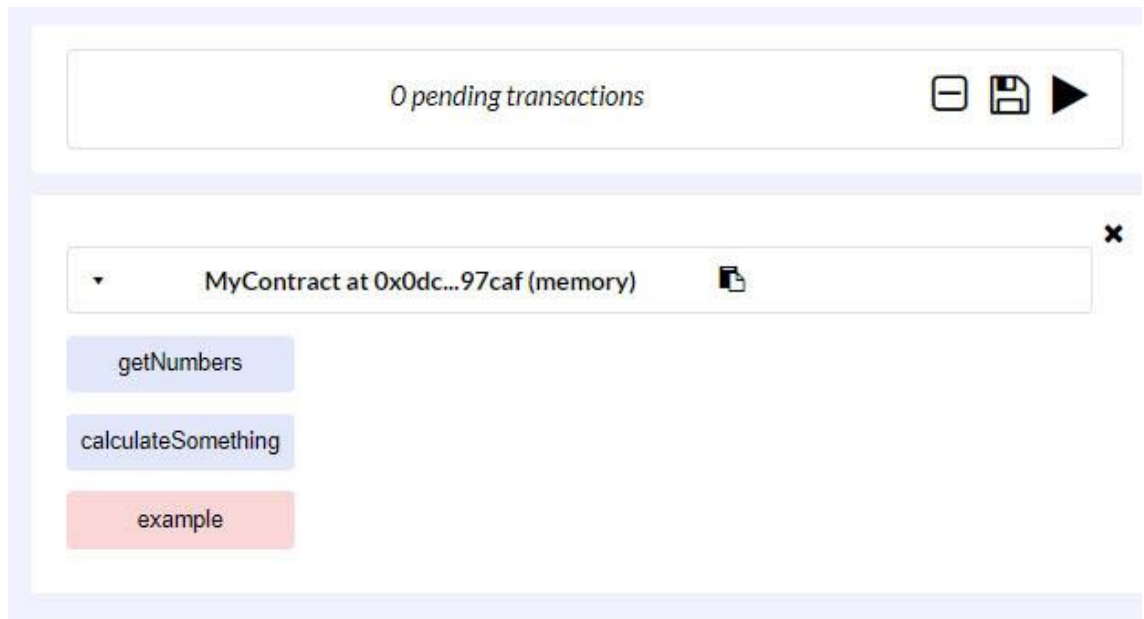 0 pending transactions
MyContract at 0x0dc...97caf (memory)
getNumbers
calculateSomething
example